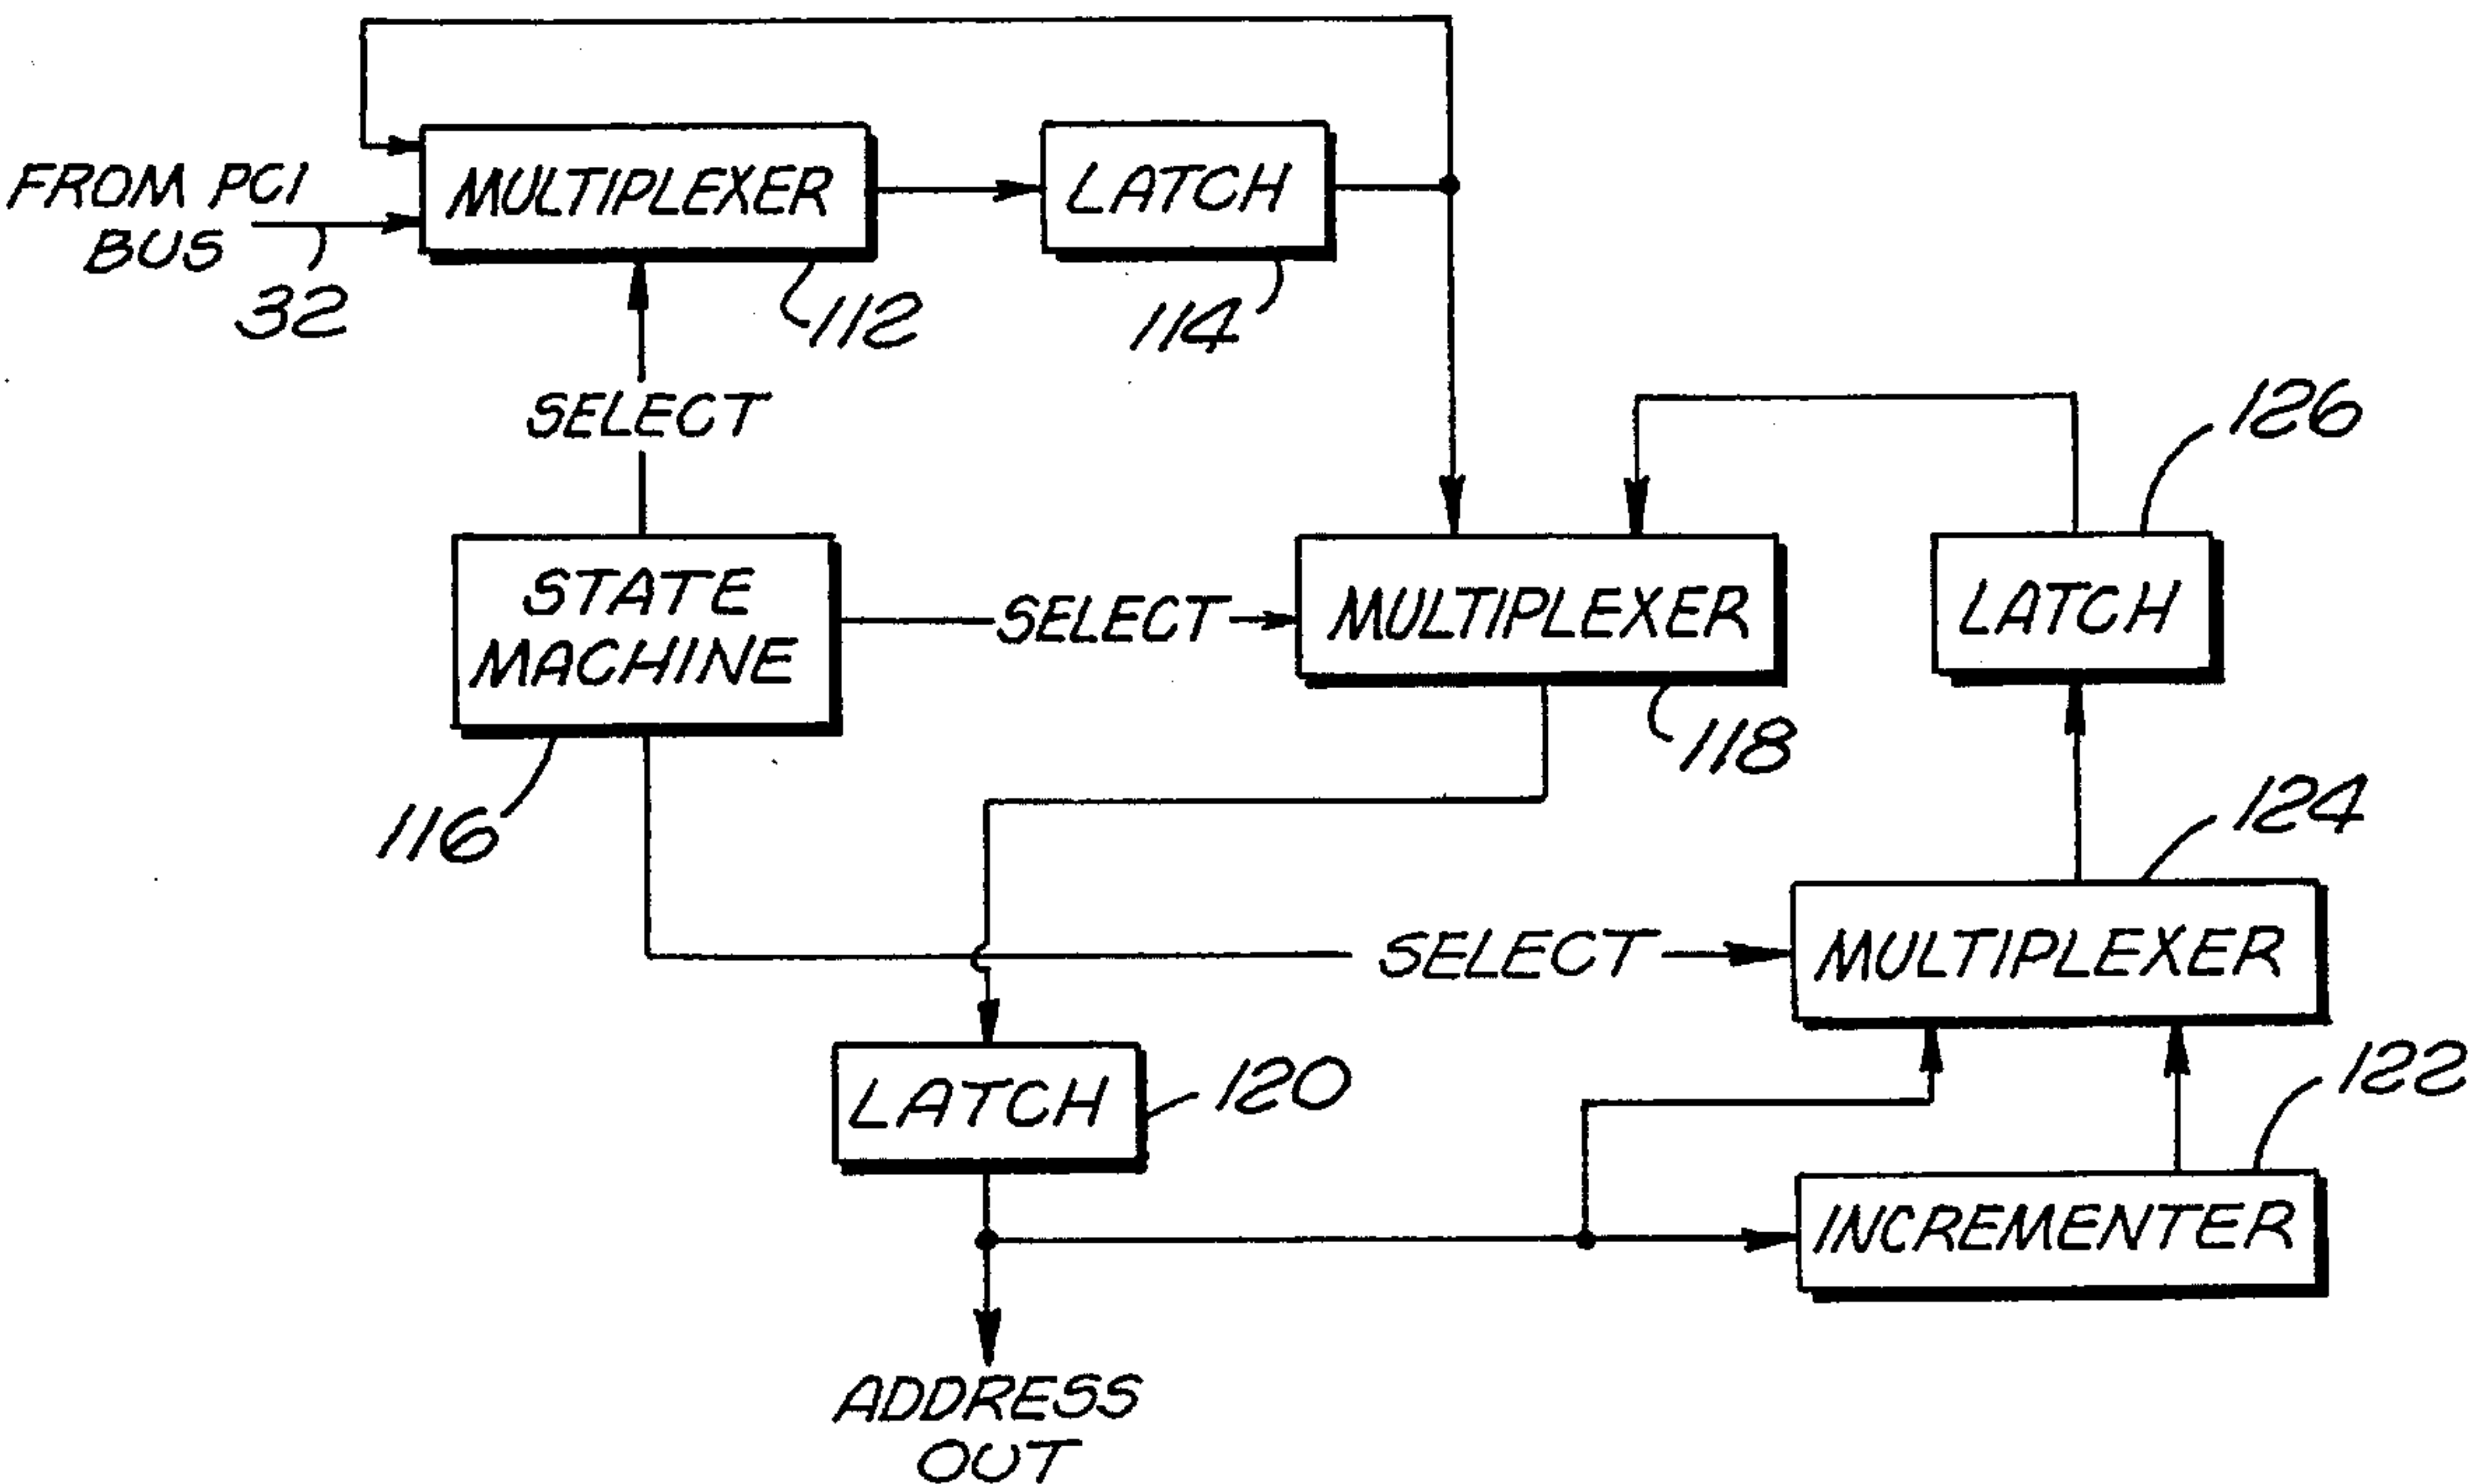 FROM PCI
BUS
32
MULTIPLEXER
112
LATCH
114
SELECT
126
STATE
MACHINE
116
SELECT
MULTIPLEXER
118
LATCH
124
SELECT
MULTIPLEXER
LATCH
120
122
INCREMENTER
ADDRESS
OUT